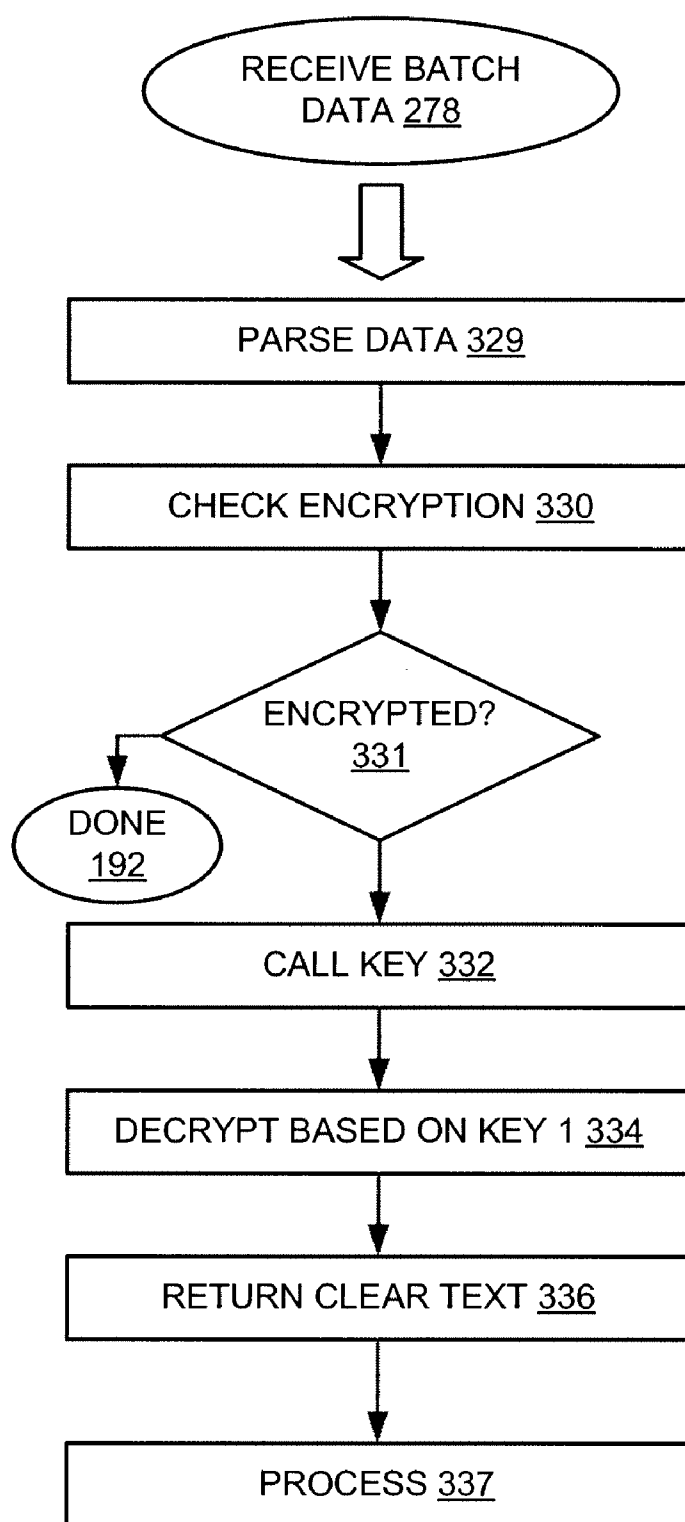 RECEIVE BATCH
DATA 278
PARSE DATA 329
CHECK ENCRYPTION 330
ENCRYPTED?
331
DONE
192
CALL KEY 332
DECRYPT BASED ON KEY 1 334
RETURN CLEAR TEXT 336
PROCESS 337